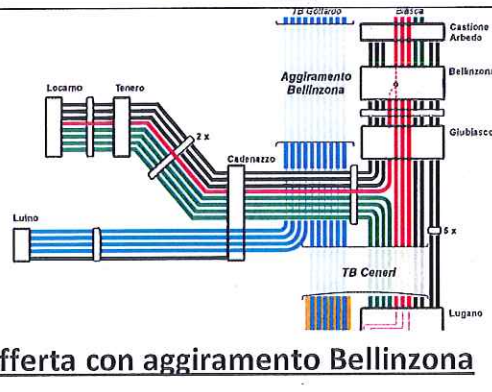 TB Gottardo
Biasca
Castione
Arbedo
Aggiramento
Bellinzona
Bellinzona
Locarno
Tenero
2 x
Giubiasco
Cadenazzo
Luino
5 x
TB Ceneri
Lugano
fferta con aggiramento Bellinzona